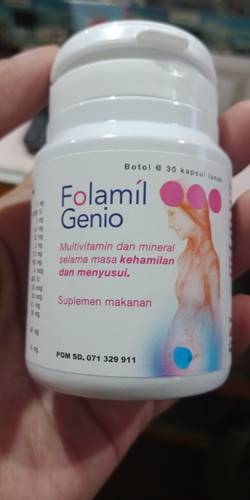 Botol @ 30 kapsul lunak
Folamil
Genio
Multivitamin dan mineral
selama masa kehamilan
dan menyusui.
Suplemen makanan
POM SD. 071 329 911